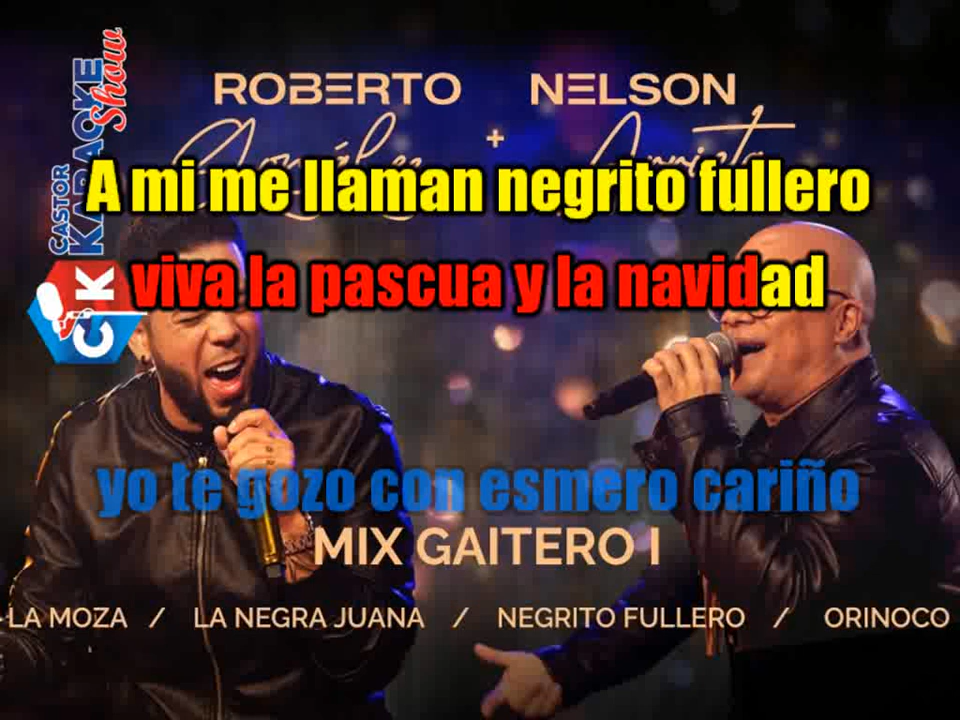 CASTOR
KARAOKE
Show
CK
ROBERTO + NELSON
A mi me llaman negrito fullero
viva la pascua y la navidad
yo te gozo con esmero cariño
MIX GAITERO I
LA MOZA / LA NEGRA JUANA / NEGRITO FULLERO / ORINOCO